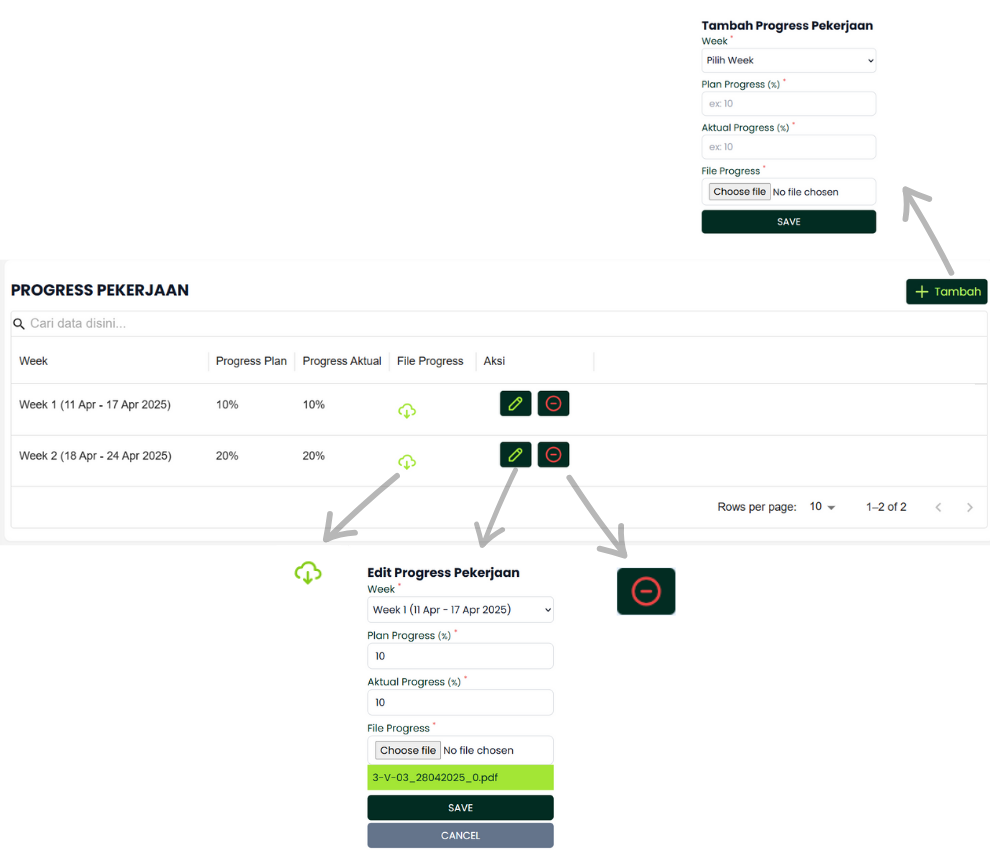 Tambah Progress Pekerjaan
Week *
Pilih Week
Plan Progress (%) *
ex: 10
Aktual Progress (%) *
ex: 10
File Progress *
Choose file No file chosen
SAVE
PROGRESS PEKERJAAN
+ Tambah
Cari data disini...
Week Progress Plan Progress Aktual File Progress Aksi
Week 1 (11 Apr - 17 Apr 2025) 10% 10%
Week 2 (18 Apr - 24 Apr 2025) 20% 20%
Rows per page: 10 1–2 of 2
Edit Progress Pekerjaan
Week *
Week 1 (11 Apr - 17 Apr 2025)
Plan Progress (%) *
10
Aktual Progress (%) *
10
File Progress *
Choose file No file chosen
3-V-03_28042025_0.pdf
SAVE
CANCEL